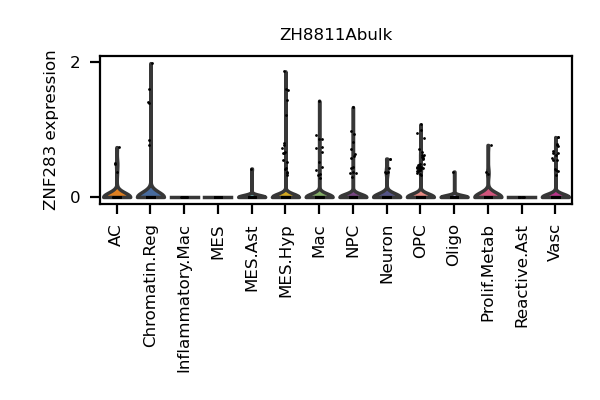 ZH8811Abulk
ZNF283 expression
2
0
AC
Chromatin.Reg
Inflammatory.Mac
MES
MES.Ast
MES.Hyp
Mac
NPC
Neuron
OPC
Oligo
Prolif.Metab
Reactive.Ast
Vasc